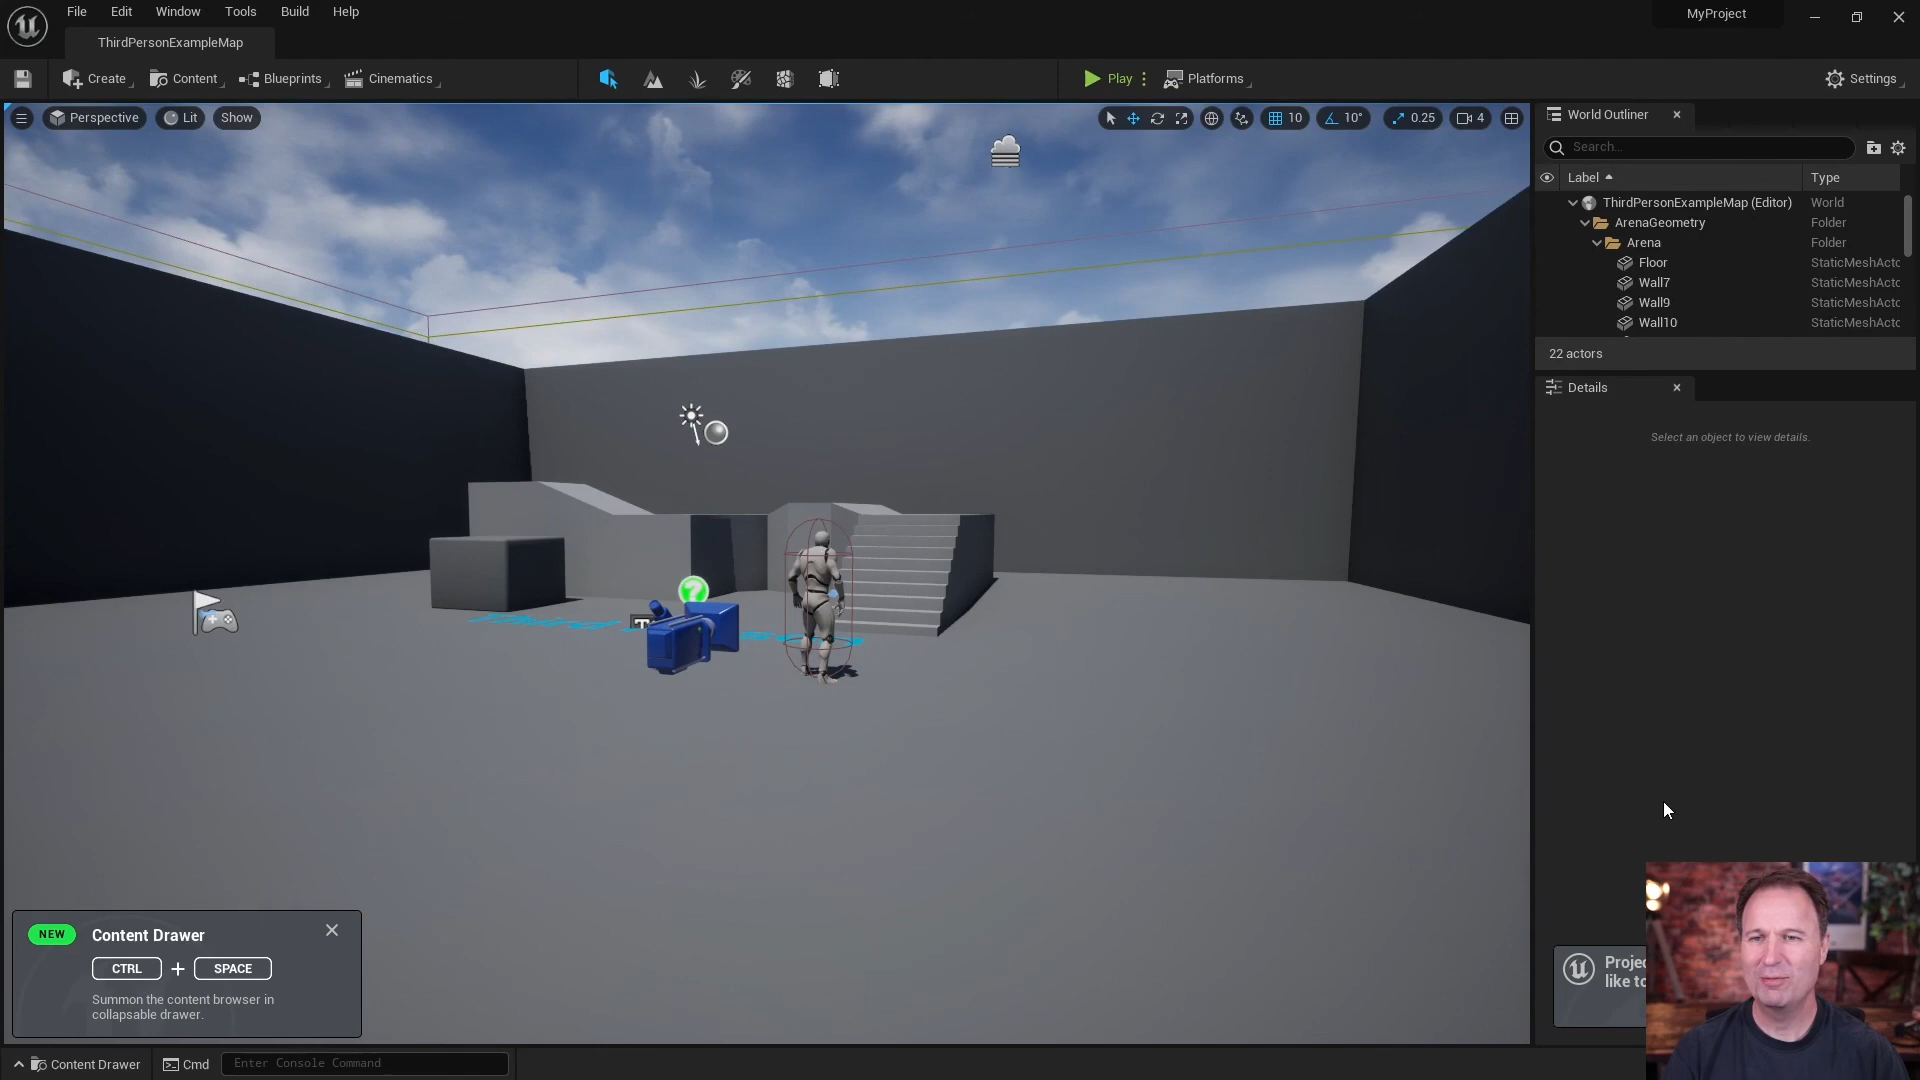 File Edit Window Tools Build Help
MyProject
ThirdPersonExampleMap
Create Content Blueprints Cinematics Play Platforms Settings
Perspective Lit Show 10 10° 0.25 4
World Outliner
Search...
Label Type
ThirdPersonExampleMap (Editor) World
ArenaGeometry Folder
Arena Folder
Floor StaticMeshActo
Wall7 StaticMeshActo
Wall9 StaticMeshActo
Wall10 StaticMeshActo
22 actors
Details
Select an object to view details.
T
?
NEW Content Drawer
CTRL + SPACE
Summon the content browser in
collapsable drawer.
Projec
like to
Content Drawer Cmd Enter Console Command